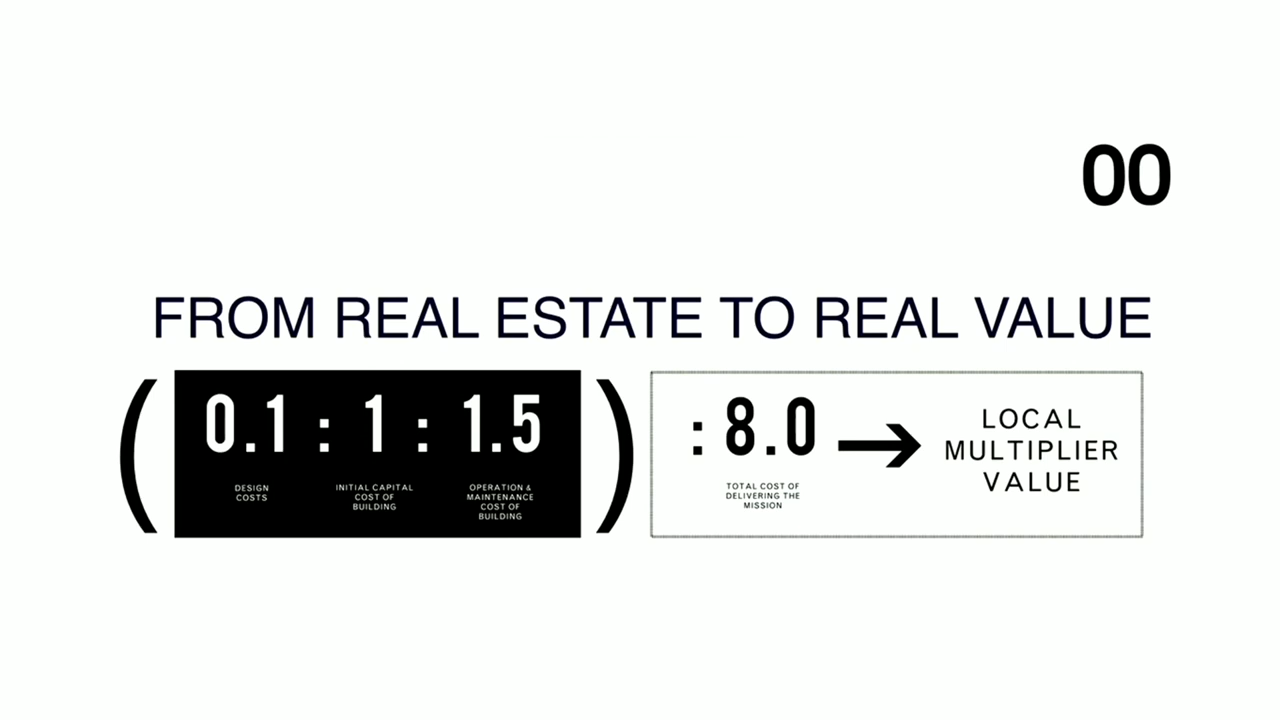 00
FROM REAL ESTATE TO REAL VALUE
( 0.1 : 1 : 1.5 ) : 8.0 →
DESIGN
COSTS
INITIAL CAPITAL
COST OF
BUILDING
OPERATION &
MAINTENANCE
COST OF
BUILDING
TOTAL COST OF
DELIVERING THE
MISSION
LOCAL
MULTIPLIER
VALUE